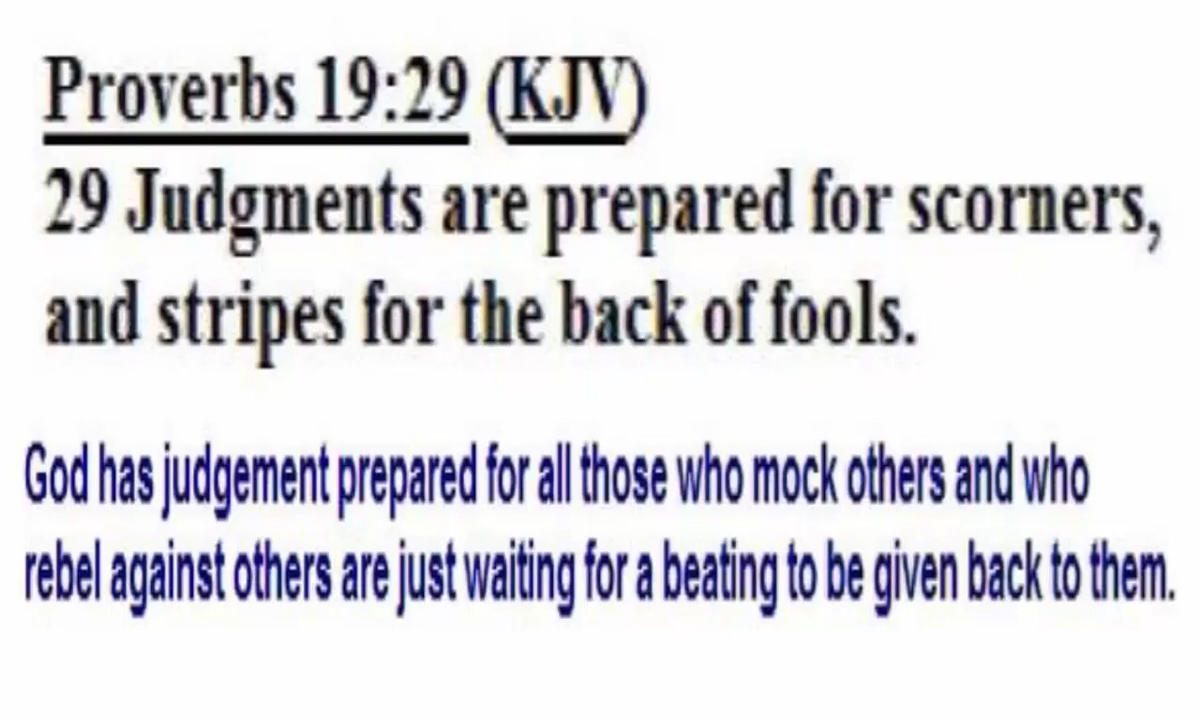 Proverbs 19:29 (KJV)
29 Judgments are prepared for scorners,
and stripes for the back of fools.
God has judgement prepared for all those who mock others and who
rebel against others are just waiting for a beating to be given back to them.